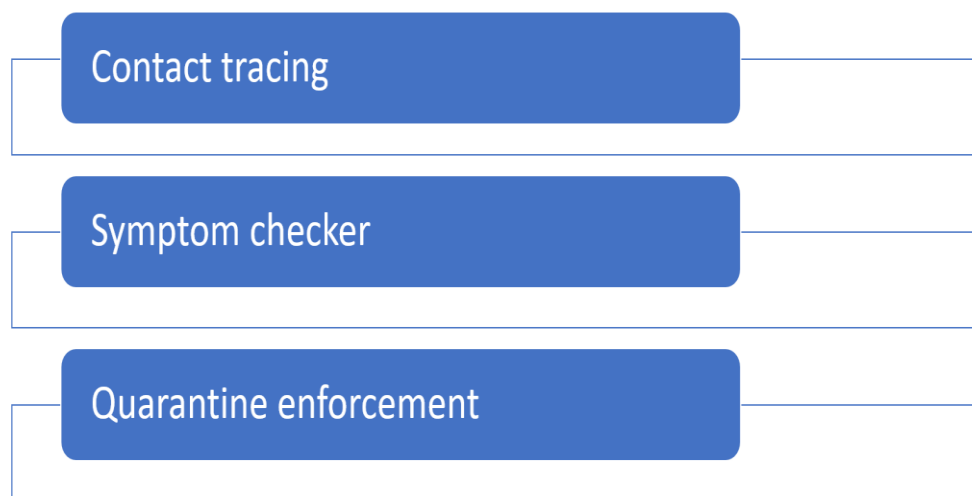 Contact tracing
Symptom checker
Quarantine enforcement